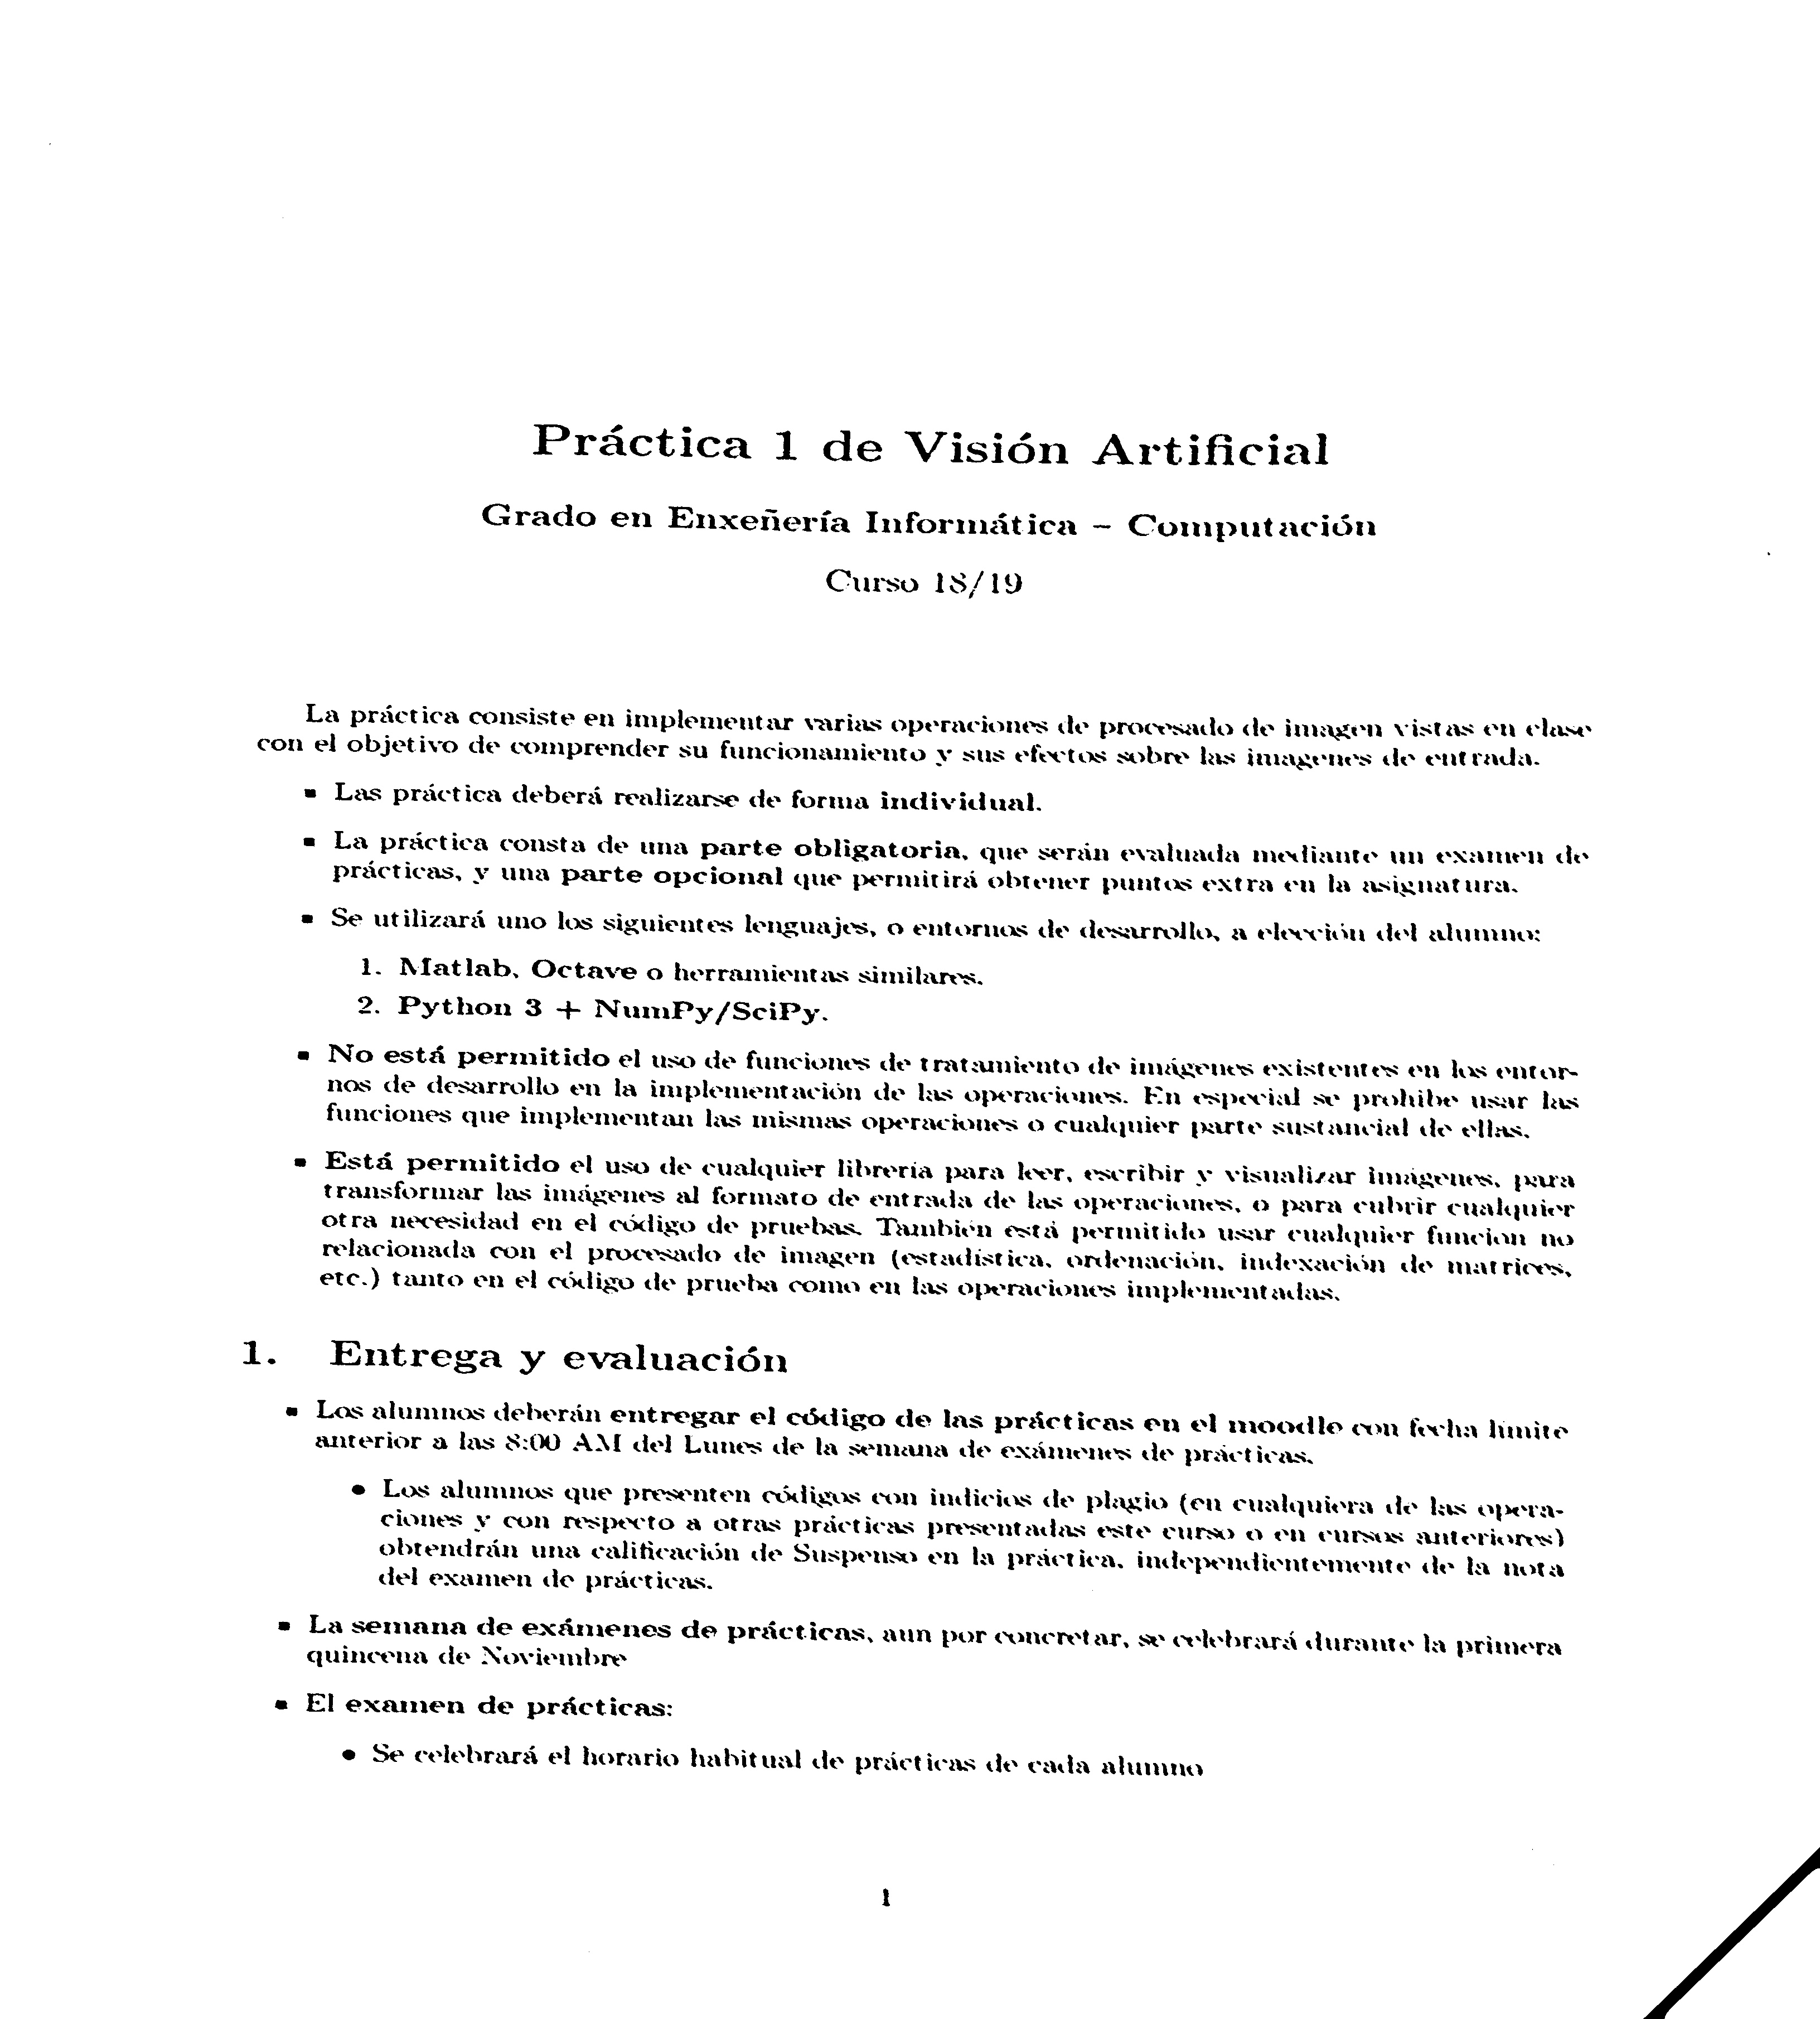 Práctica 1 de Visión Artificial
Grado en Enxeñería Informática – Computación
Curso 18/19
La práctica consiste en implementar varias operaciones de procesado de imagen vistas en clase
con el objetivo de comprender su funcionamiento y sus efectos sobre las imagenes de entrada.
▪ Las práctica deberá realizarse de forma individual.
▪ La práctica consta de una parte obligatoria, que serán evaluada mediante un examen de
prácticas, y una parte opcional que permitirá obtener puntos extra en la asignatura.
▪ Se utilizará uno los siguientes lenguajes, o entornos de desarrollo, a elección del alumno:
1. Matlab, Octave o herramientas similares.
2. Python 3 + NumPy/SciPy.
▪ No está permitido el uso de funciones de tratamiento de imágenes existentes en los entor-
nos de desarrollo en la implementación de las operaciones. En especial se prohibe usar las
funciones que implementan las mismas operaciones o cualquier parte sustancial de ellas.
▪ Está permitido el uso de cualquier librería para leer, escribir y visualizar imágenes, para
transformar las imágenes al formato de entrada de las operaciones, o para cubrir cualquier
otra necesidad en el código de pruebas. También está permitido usar cualquier función no
relacionada con el procesado de imagen (estadística, ordenación, indexación de matrices,
etc.) tanto en el código de prueba como en las operaciones implementadas.
1. Entrega y evaluación
▪ Los alumnos deberán entregar el código de las prácticas en el moodle con fecha límite
anterior a las 8:00 AM del Lunes de la semana de exámenes de prácticas.
• Los alumnos que presenten códigos con indicios de plagio (en cualquiera de las opera-
ciones y con respecto a otras prácticas presentadas este curso o en cursos anteriores)
obtendrán una calificación de Suspenso en la práctica, independientemente de la nota
del examen de prácticas.
▪ La semana de exámenes de prácticas, aun por concretar, se celebrará durante la primera
quincena de Noviembre
▪ El examen de prácticas:
• Se celebrará el horario habitual de prácticas de cada alumno
1